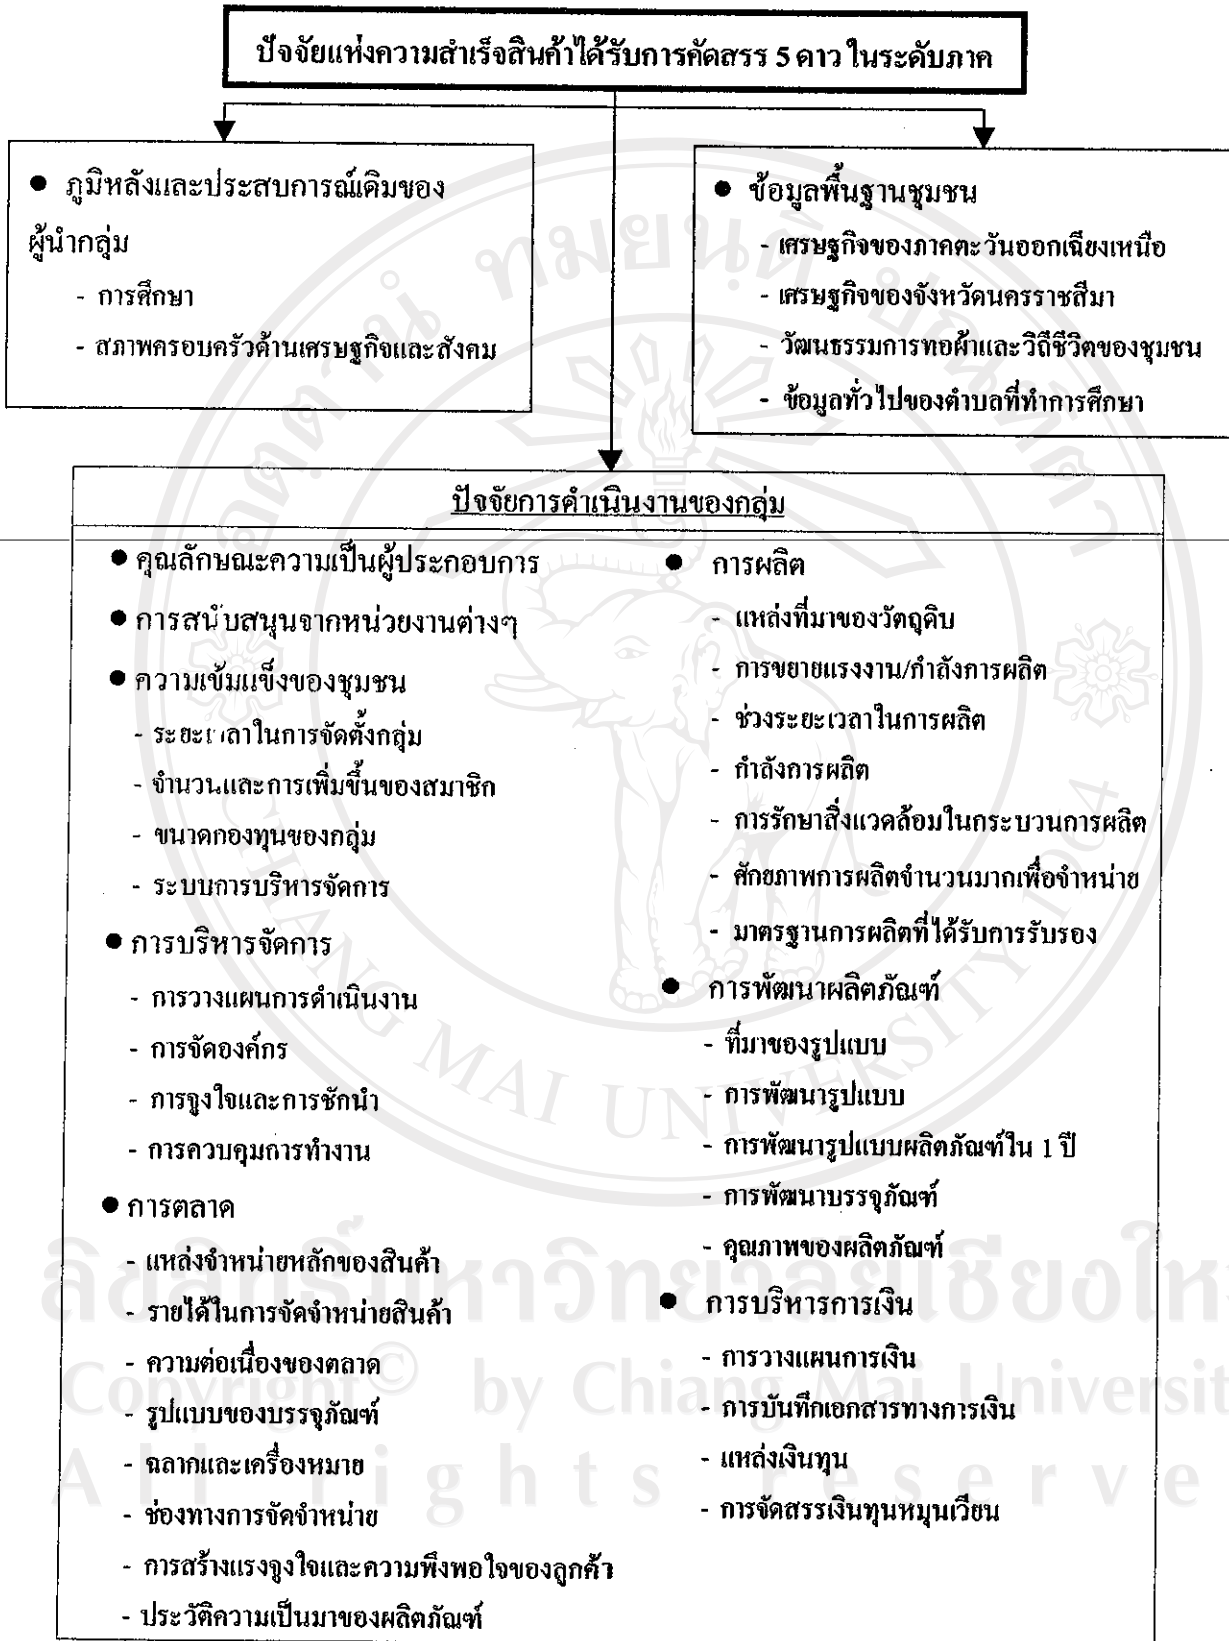 ปัจจัยแห่งความสำเร็จสินค้าได้รับการคัดสรร 5 ดาว ในระดับภาค
● ภูมิหลังและประสบการณ์เดิมของ
ผู้นำกลุ่ม
- การศึกษา
- สภาพครอบครัวด้านเศรษฐกิจและสังคม
● ข้อมูลพื้นฐานชุมชน
- เศรษฐกิจของภาคตะวันออกเฉียงเหนือ
- เศรษฐกิจของจังหวัดนครราชสีมา
- วัฒนธรรมการทอผ้าและวิถีชีวิตของชุมชน
- ข้อมูลทั่วไปของตำบลที่ทำการศึกษา
ปัจจัยการดำเนินงานของกลุ่ม
● คุณลักษณะความเป็นผู้ประกอบการ
● การสนับสนุนจากหน่วยงานต่างๆ
● ความเข้มแข็งของชุมชน
- ระยะเวลาในการจัดตั้งกลุ่ม
- จำนวนและการเพิ่มขึ้นของสมาชิก
- ขนาดกองทุนของกลุ่ม
- ระบบการบริหารจัดการ
● การบริหารจัดการ
- การวางแผนการดำเนินงาน
- การจัดองค์กร
- การจูงใจและการชักนำ
- การควบคุมการทำงาน
● การตลาด
- แหล่งจำหน่ายหลักของสินค้า
- รายได้ในการจัดจำหน่ายสินค้า
- ความต่อเนื่องของตลาด
- รูปแบบของบรรจุภัณฑ์
- ฉลากและเครื่องหมาย
- ช่องทางการจัดจำหน่าย
- การสร้างแรงจูงใจและความพึงพอใจของลูกค้า
- ประวัติความเป็นมาของผลิตภัณฑ์
● การผลิต
- แหล่งที่มาของวัตถุดิบ
- การขยายแรงงาน/กำลังการผลิต
- ช่วงระยะเวลาในการผลิต
- กำลังการผลิต
- การรักษาสิ่งแวดล้อมในกระบวนการผลิต
- ศักยภาพการผลิตจำนวนมากเพื่อจำหน่าย
- มาตรฐานการผลิตที่ได้รับการรับรอง
● การพัฒนาผลิตภัณฑ์
- ที่มาของรูปแบบ
- การพัฒนารูปแบบ
- การพัฒนารูปแบบผลิตภัณฑ์ใน 1 ปี
- การพัฒนาบรรจุภัณฑ์
- คุณภาพของผลิตภัณฑ์
● การบริหารการเงิน
- การวางแผนการเงิน
- การบันทึกเอกสารทางการเงิน
- แหล่งเงินทุน
- การจัดสรรเงินทุนหมุนเวียน
CHIANG MAI UNIVERSITY 1964
Copyright© by Chiang Mai Universit
All rights reserve